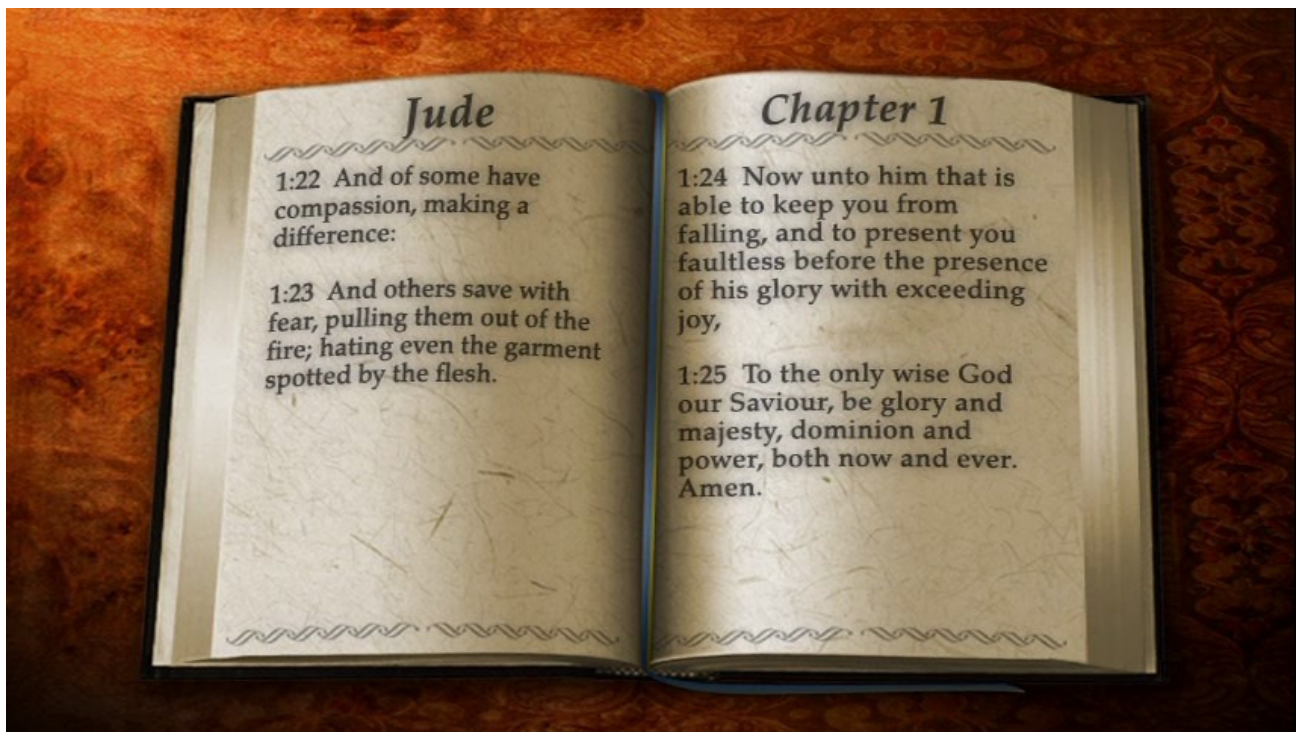 Jude
1:22 And of some have
compassion, making a
difference:
1:23 And others save with
fear, pulling them out of the
fire; hating even the garment
spotted by the flesh.
Chapter 1
1:24 Now unto him that is
able to keep you from
falling, and to present you
faultless before the presence
of his glory with exceeding
joy,
1:25 To the only wise God
our Saviour, be glory and
majesty, dominion and
power, both now and ever.
Amen.